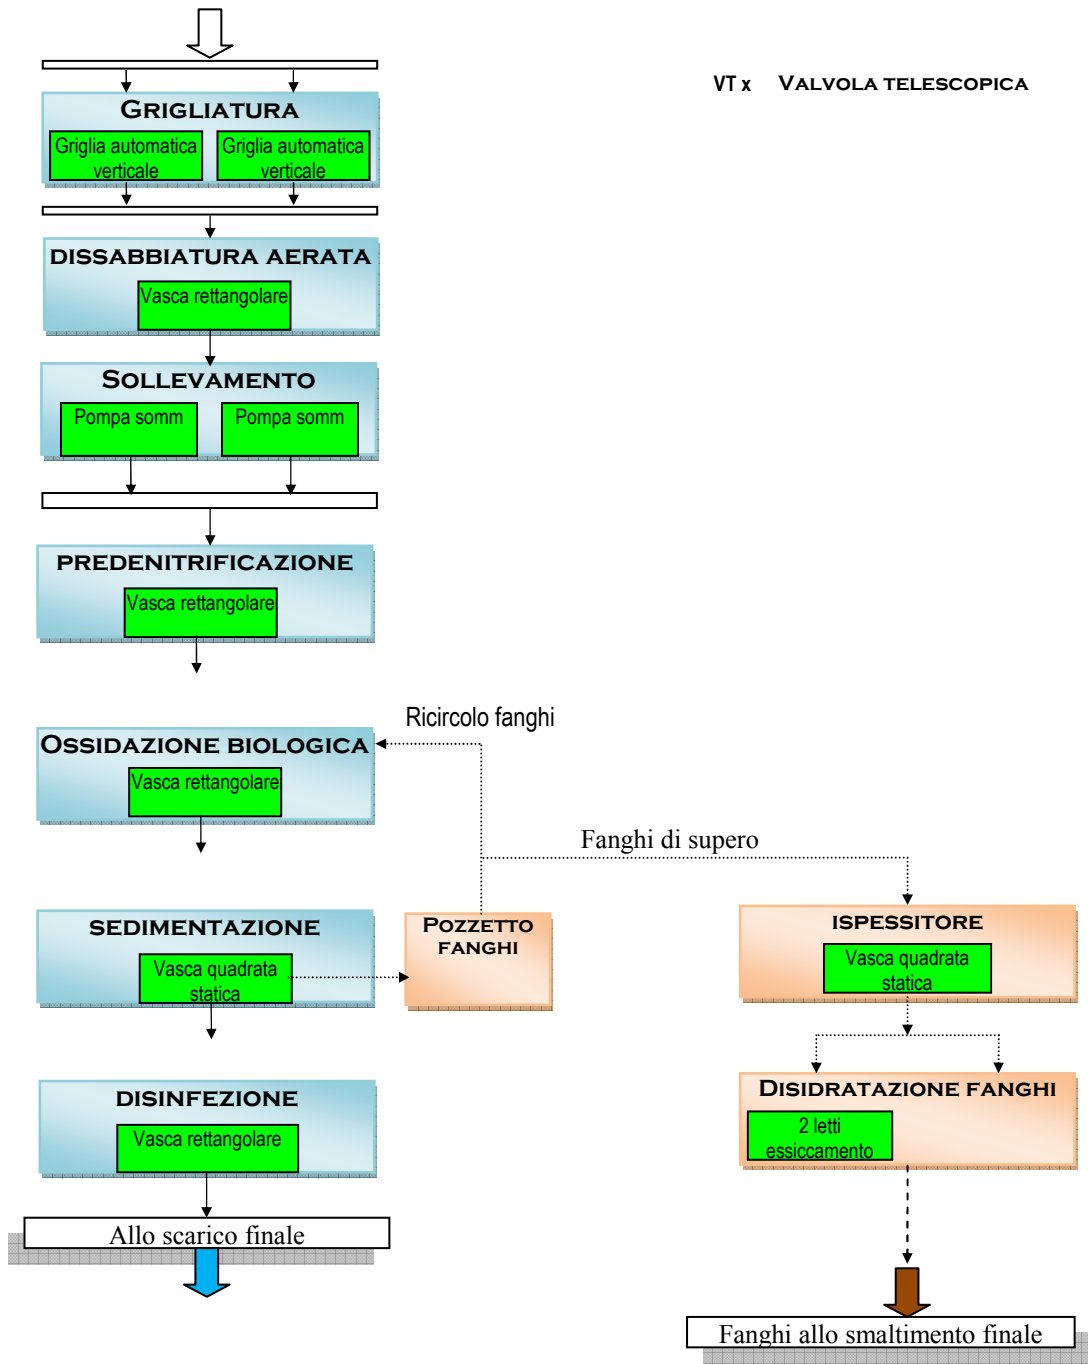 VT x VALVOLA TELESCOPICA
GRIGLIATURA
Griglia automatica
verticale
Griglia automatica
verticale
DISSABBIATURA AERATA
Vasca rettangolare
SOLLEVAMENTO
Pompa somm
Pompa somm
PREDENITRIFICAZIONE
Vasca rettangolare
Ricircolo fanghi
OSSIDAZIONE BIOLOGICA
Vasca rettangolare
Fanghi di supero
SEDIMENTAZIONE
Vasca quadrata
statica
POZZETTO
FANGHI
ISPESSITORE
Vasca quadrata
statica
DISINFEZIONE
Vasca rettangolare
DISIDRATAZIONE FANGHI
2 letti
essiccamento
Allo scarico finale
Fanghi allo smaltimento finale